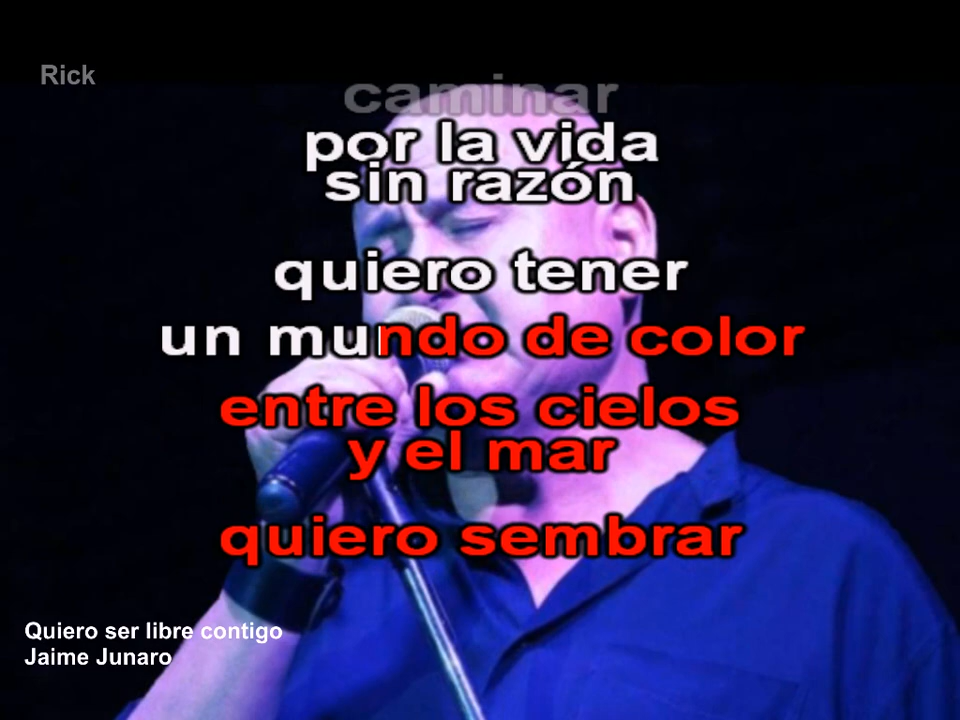 Rick
caminar
por la vida
sin razón
quiero tener
un mundo de color
entre los cielos
y el mar
quiero sembrar
Quiero ser libre contigo
Jaime Junaro